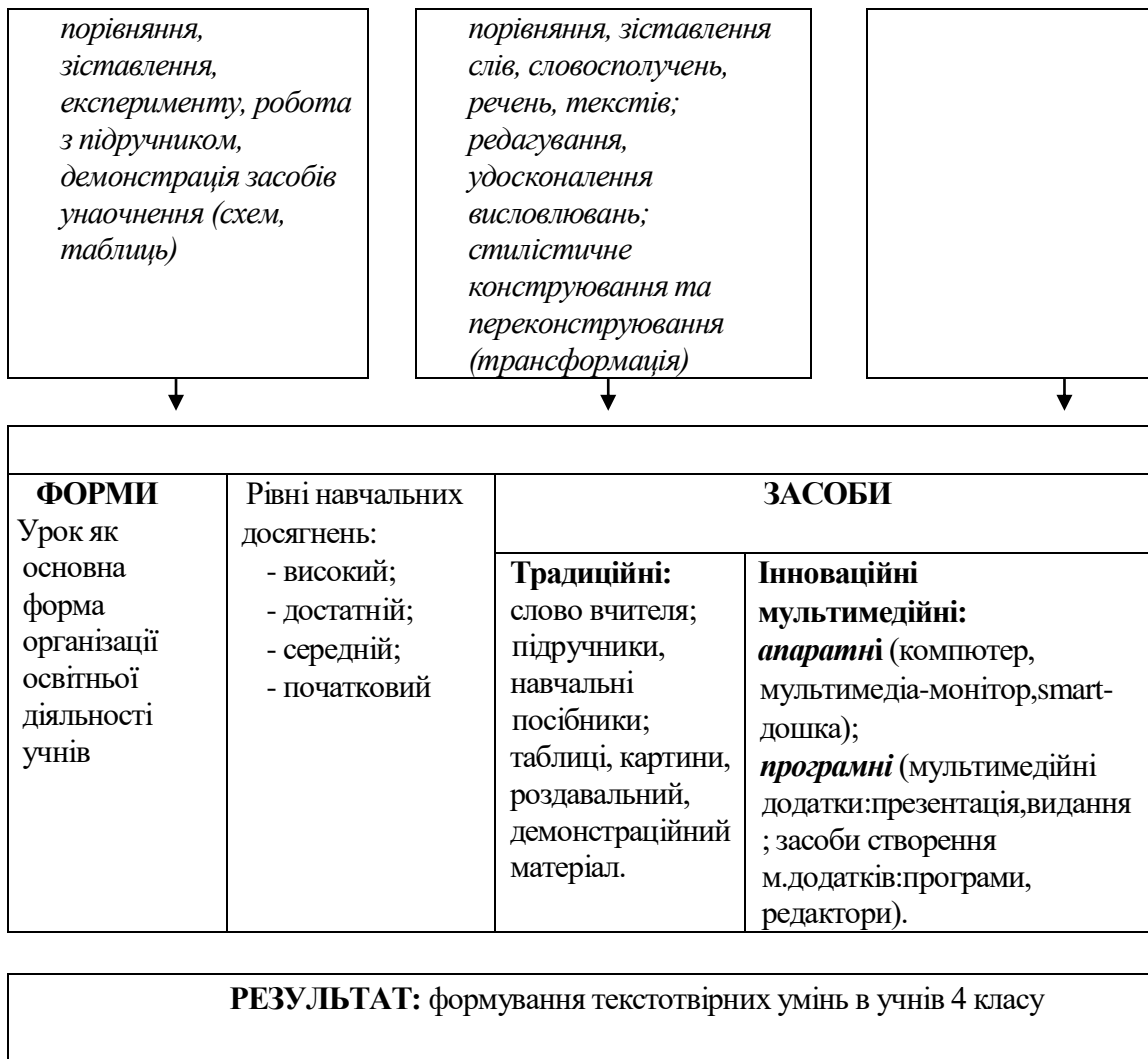 порівняння,
зіставлення,
експерименту, робота
з підручником,
демонстрація засобів
унаочнення (схем,
таблиць)
порівняння, зіставлення
слів, словосполучень,
речень, текстів;
редагування,
удосконалення
висловлювань;
стилістичне
конструювання та
переконструювання
(трансформація)
ФОРМИ
Урок як
основна
форма
організації
освітньої
діяльності
учнів
Рівні навчальних
досягнень:
- високий;
- достатній;
- середній;
- початковий
ЗАСОБИ
Традиційні:
слово вчителя;
підручники,
навчальні
посібники;
таблиці, картини,
роздавальний,
демонстраційний
матеріал.
Інноваційні
мультимедійні:
апаратні (компютер,
мультимедіа-монітор,smart-
дошка);
програмні (мультимедійні
додатки:презентація,видання
; засоби створення
м.додатків:програми,
редактори).
РЕЗУЛЬТАТ: формування текстотвірних умінь в учнів 4 класу